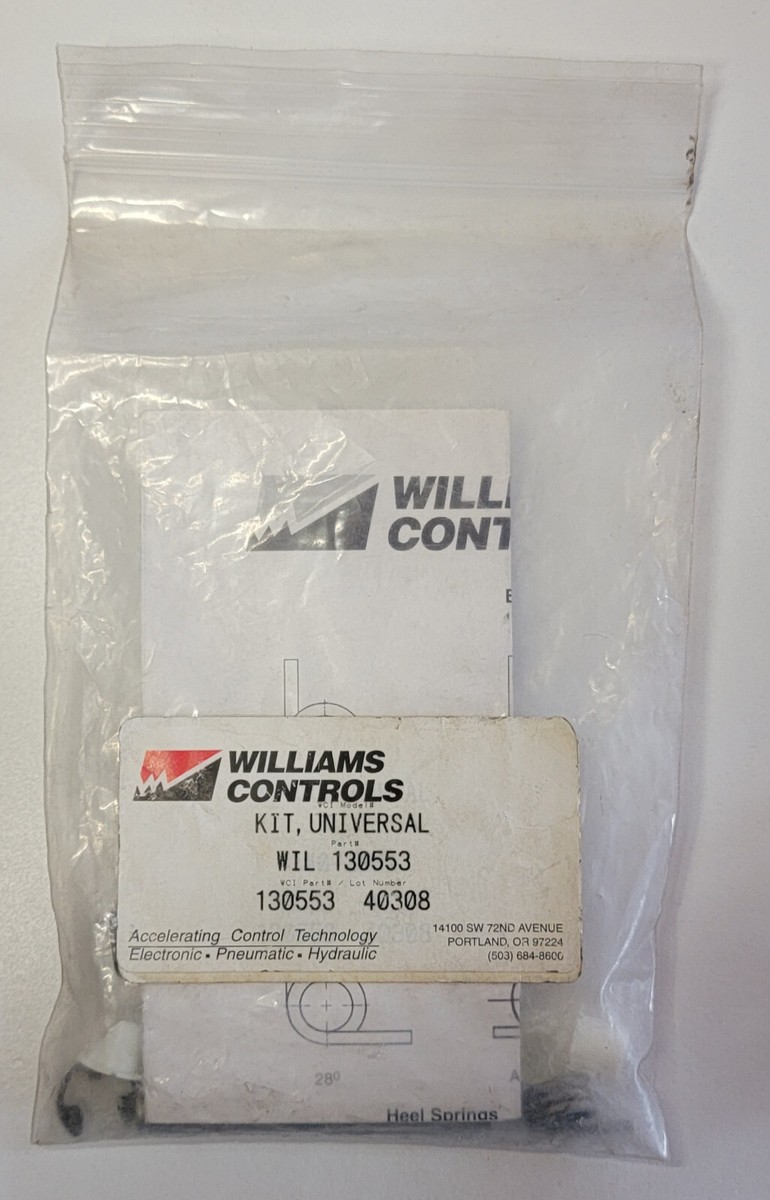 WILLI
CONT
WILLIAMS
CONTROLS
WCI Model#
KIT, UNIVERSAL
Part#
WIL 130553
WCI Part# / Lot Number
130553 40308
Accelerating Control Technology
Electronic ▪ Pneumatic ▪ Hydraulic
14100 SW 72ND AVENUE
PORTLAND, OR 97224
(503) 684-8600
28º
A
Heel Springs